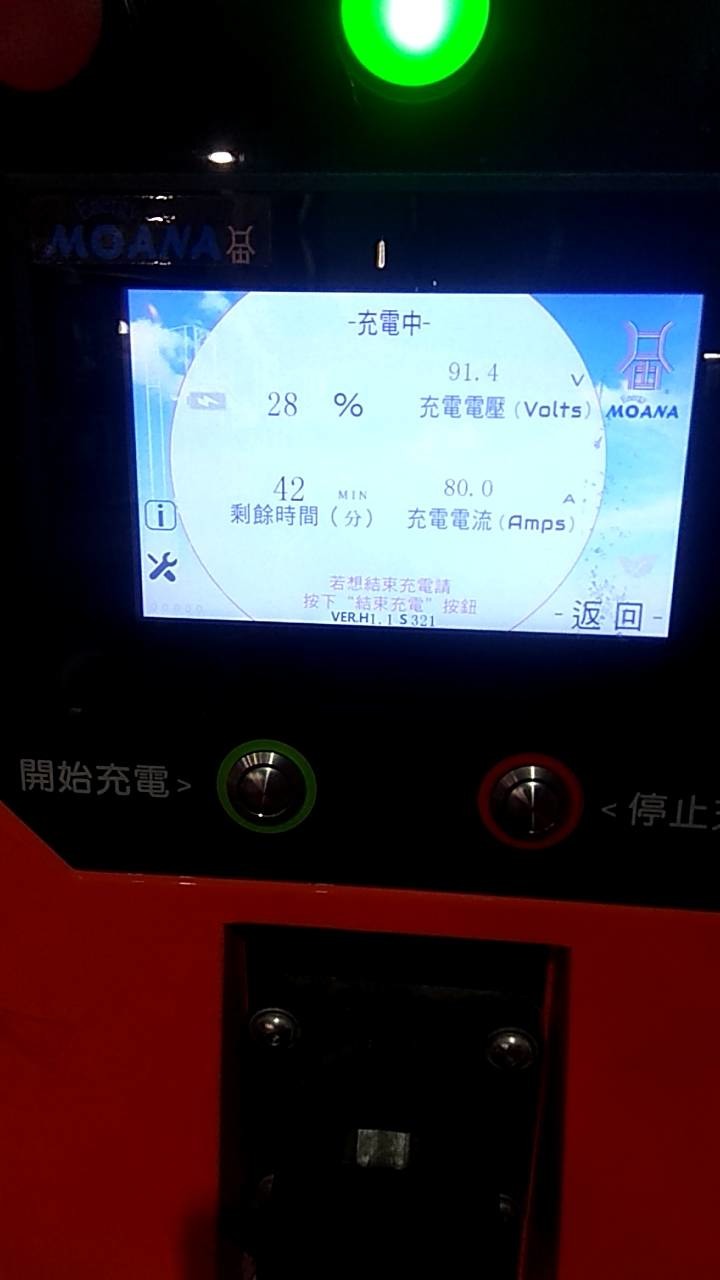 MOANA
-充電中-
91.4 V
28 %
充電電壓(Volts)
MOANA
42 MIN
80.0 A
剩餘時間(分)
充電電流(Amps)
i
若想結束充電請
按下“結束充電”按鈕
VER.H1.1 S321
-返回-
開始充電>
<停止